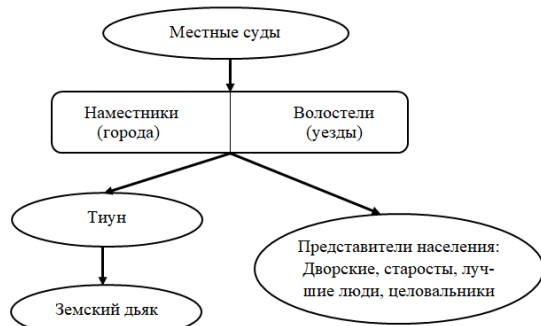 Местные суды
Наместники
(города)
Волостели
(уезды)
Тиун
Представители населения:
Дворские, старосты, луч-
шие люди, целовальники
Земский дьяк